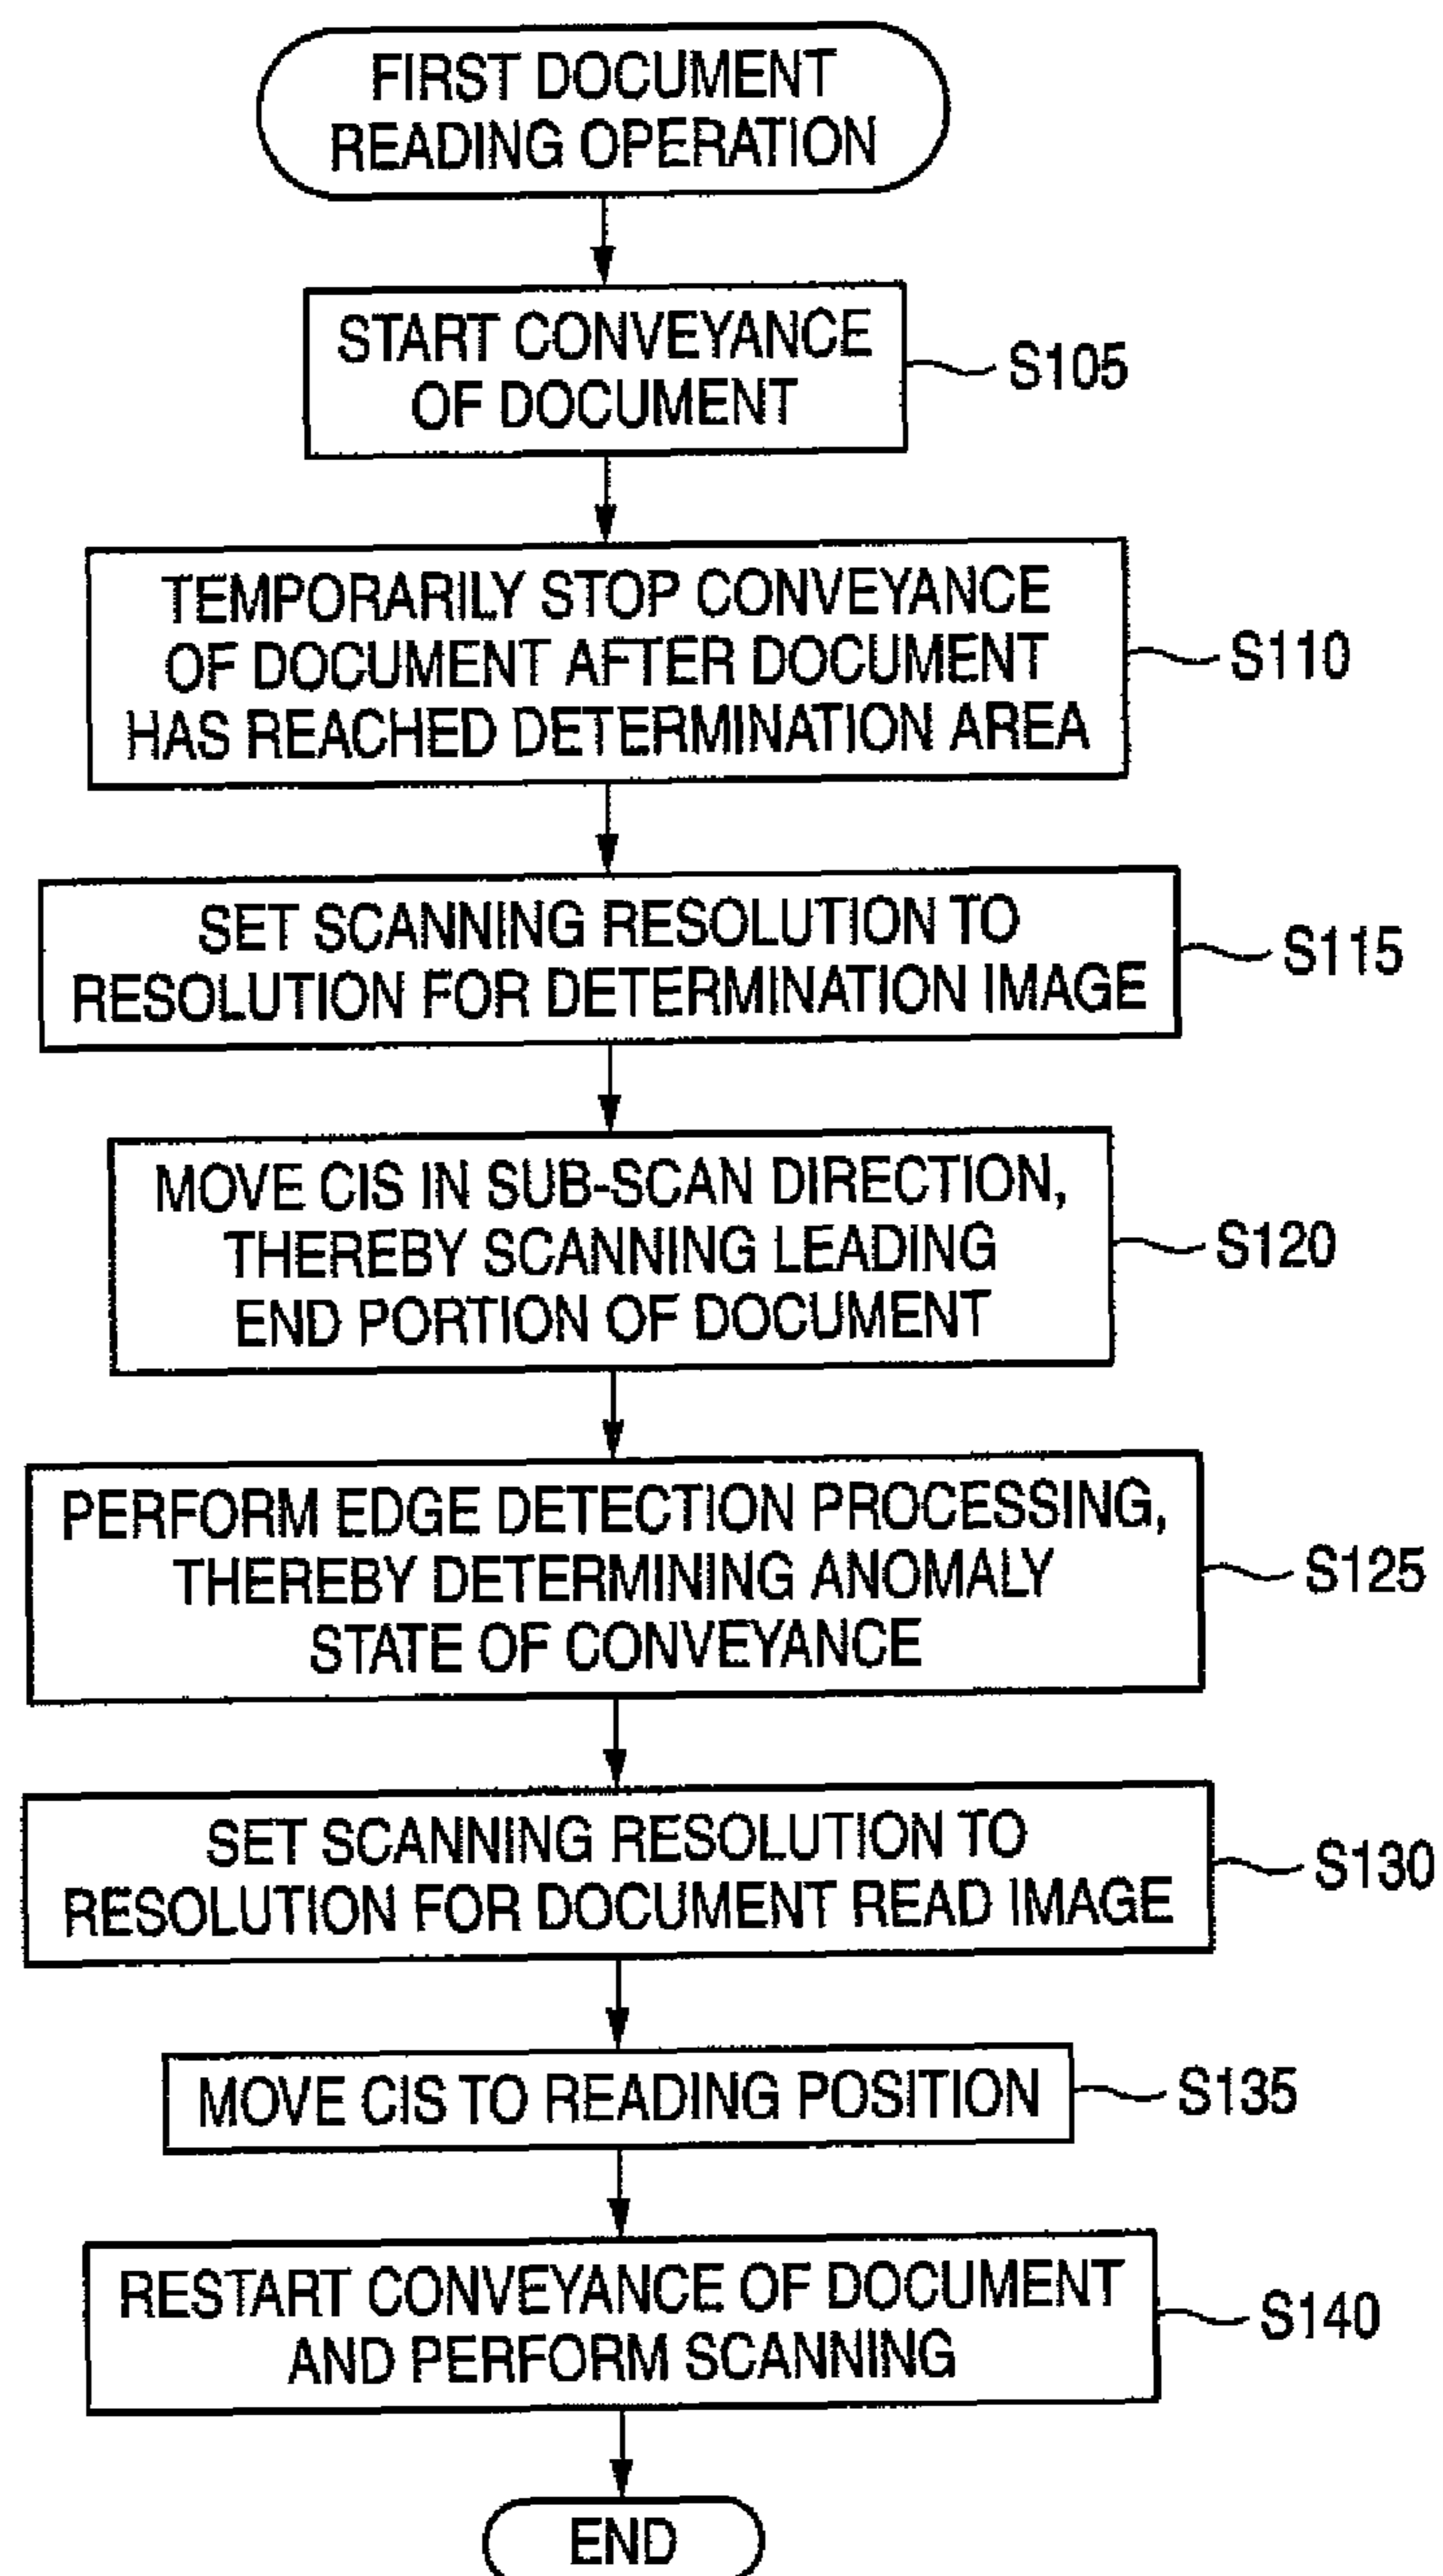 FIRST DOCUMENT
READING OPERATION
START CONVEYANCE
OF DOCUMENT
S105
TEMPORARILY STOP CONVEYANCE
OF DOCUMENT AFTER DOCUMENT
HAS REACHED DETERMINATION AREA
S110
SET SCANNING RESOLUTION TO
RESOLUTION FOR DETERMINATION IMAGE
S115
MOVE CIS IN SUB-SCAN DIRECTION,
THEREBY SCANNING LEADING
END PORTION OF DOCUMENT
S120
PERFORM EDGE DETECTION PROCESSING,
THEREBY DETERMINING ANOMALY
STATE OF CONVEYANCE
S125
SET SCANNING RESOLUTION TO
RESOLUTION FOR DOCUMENT READ IMAGE
S130
MOVE CIS TO READING POSITION
S135
RESTART CONVEYANCE OF DOCUMENT
AND PERFORM SCANNING
S140
END